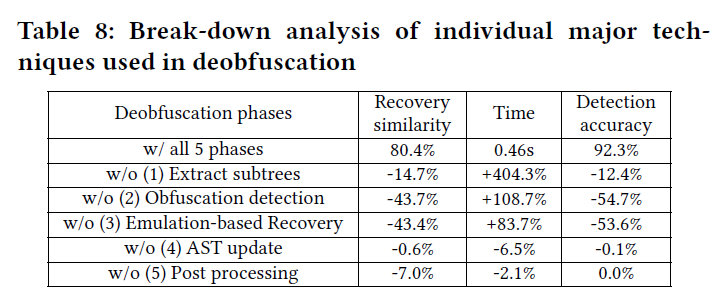 Table 8: Break-down analysis of individual major tech-
niques used in deobfuscation
Deobfuscation phases Recovery similarity Time Detection accuracy
w/ all 5 phases 80.4% 0.46s 92.3%
w/o (1) Extract subtrees -14.7% +404.3% -12.4%
w/o (2) Obfuscation detection -43.7% +108.7% -54.7%
w/o (3) Emulation-based Recovery -43.4% +83.7% -53.6%
w/o (4) AST update -0.6% -6.5% -0.1%
w/o (5) Post processing -7.0% -2.1% 0.0%